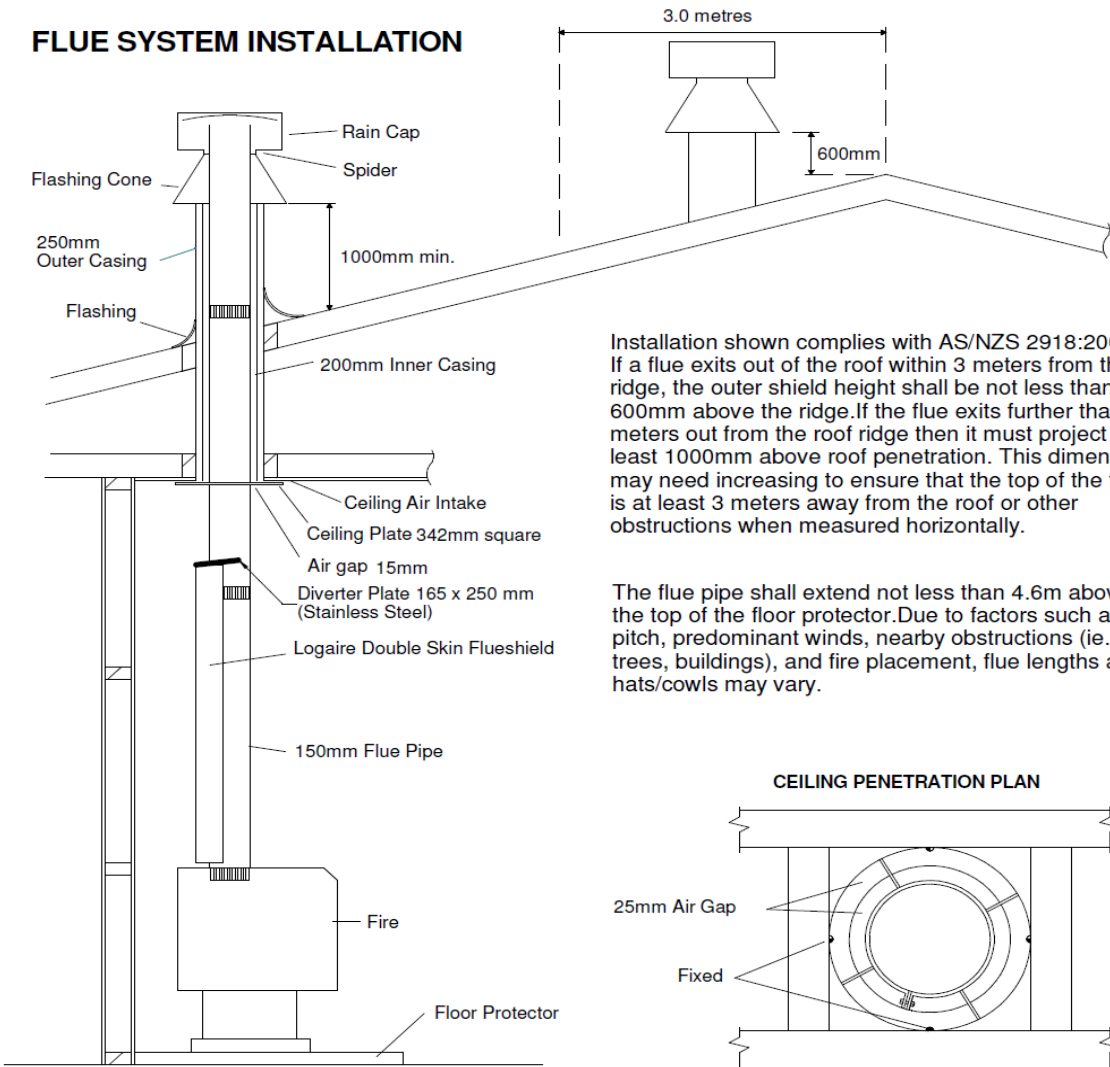 FLUE SYSTEM INSTALLATION
3.0 metres
Rain Cap
Spider
600mm
Flashing Cone
250mm
Outer Casing
1000mm min.
Flashing
200mm Inner Casing
Ceiling Air Intake
Ceiling Plate 342mm square
Air gap 15mm
Diverter Plate 165 x 250 mm
(Stainless Steel)
Logaire Double Skin Flueshield
150mm Flue Pipe
Fire
Floor Protector
Installation shown complies with AS/NZS
If a flue exits out of the roof within 3 meters from
ridge, the outer shield height shall be not less than
600mm above the ridge.If the flue exits further
meters out from the roof ridge then it must project
least 1000mm above roof penetration. This
may need increasing to ensure that the top of the
is at least 3 meters away from the roof or other
obstructions when measured horizontally.
The flue pipe shall extend not less than 4.6m
the top of the floor protector.Due to factors such
pitch, predominant winds, nearby obstructions (ie.
trees, buildings), and fire placement, flue lengths
hats/cowls may vary.
CEILING PENETRATION PLAN
25mm Air Gap
Fixed